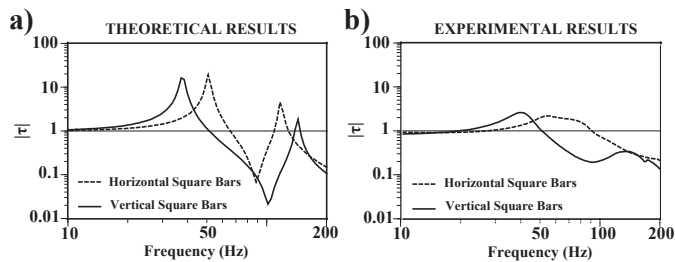 a) THEORETICAL RESULTS
100
10
1
0.1
0.01
|τ|
Horizontal Square Bars
Vertical Square Bars
10 50 100 200
Frequency (Hz)
b) EXPERIMENTAL RESULTS
100
10
1
0.1
0.01
|τ|
Horizontal Square Bars
Vertical Square Bars
10 50 100 200
Frequency (Hz)